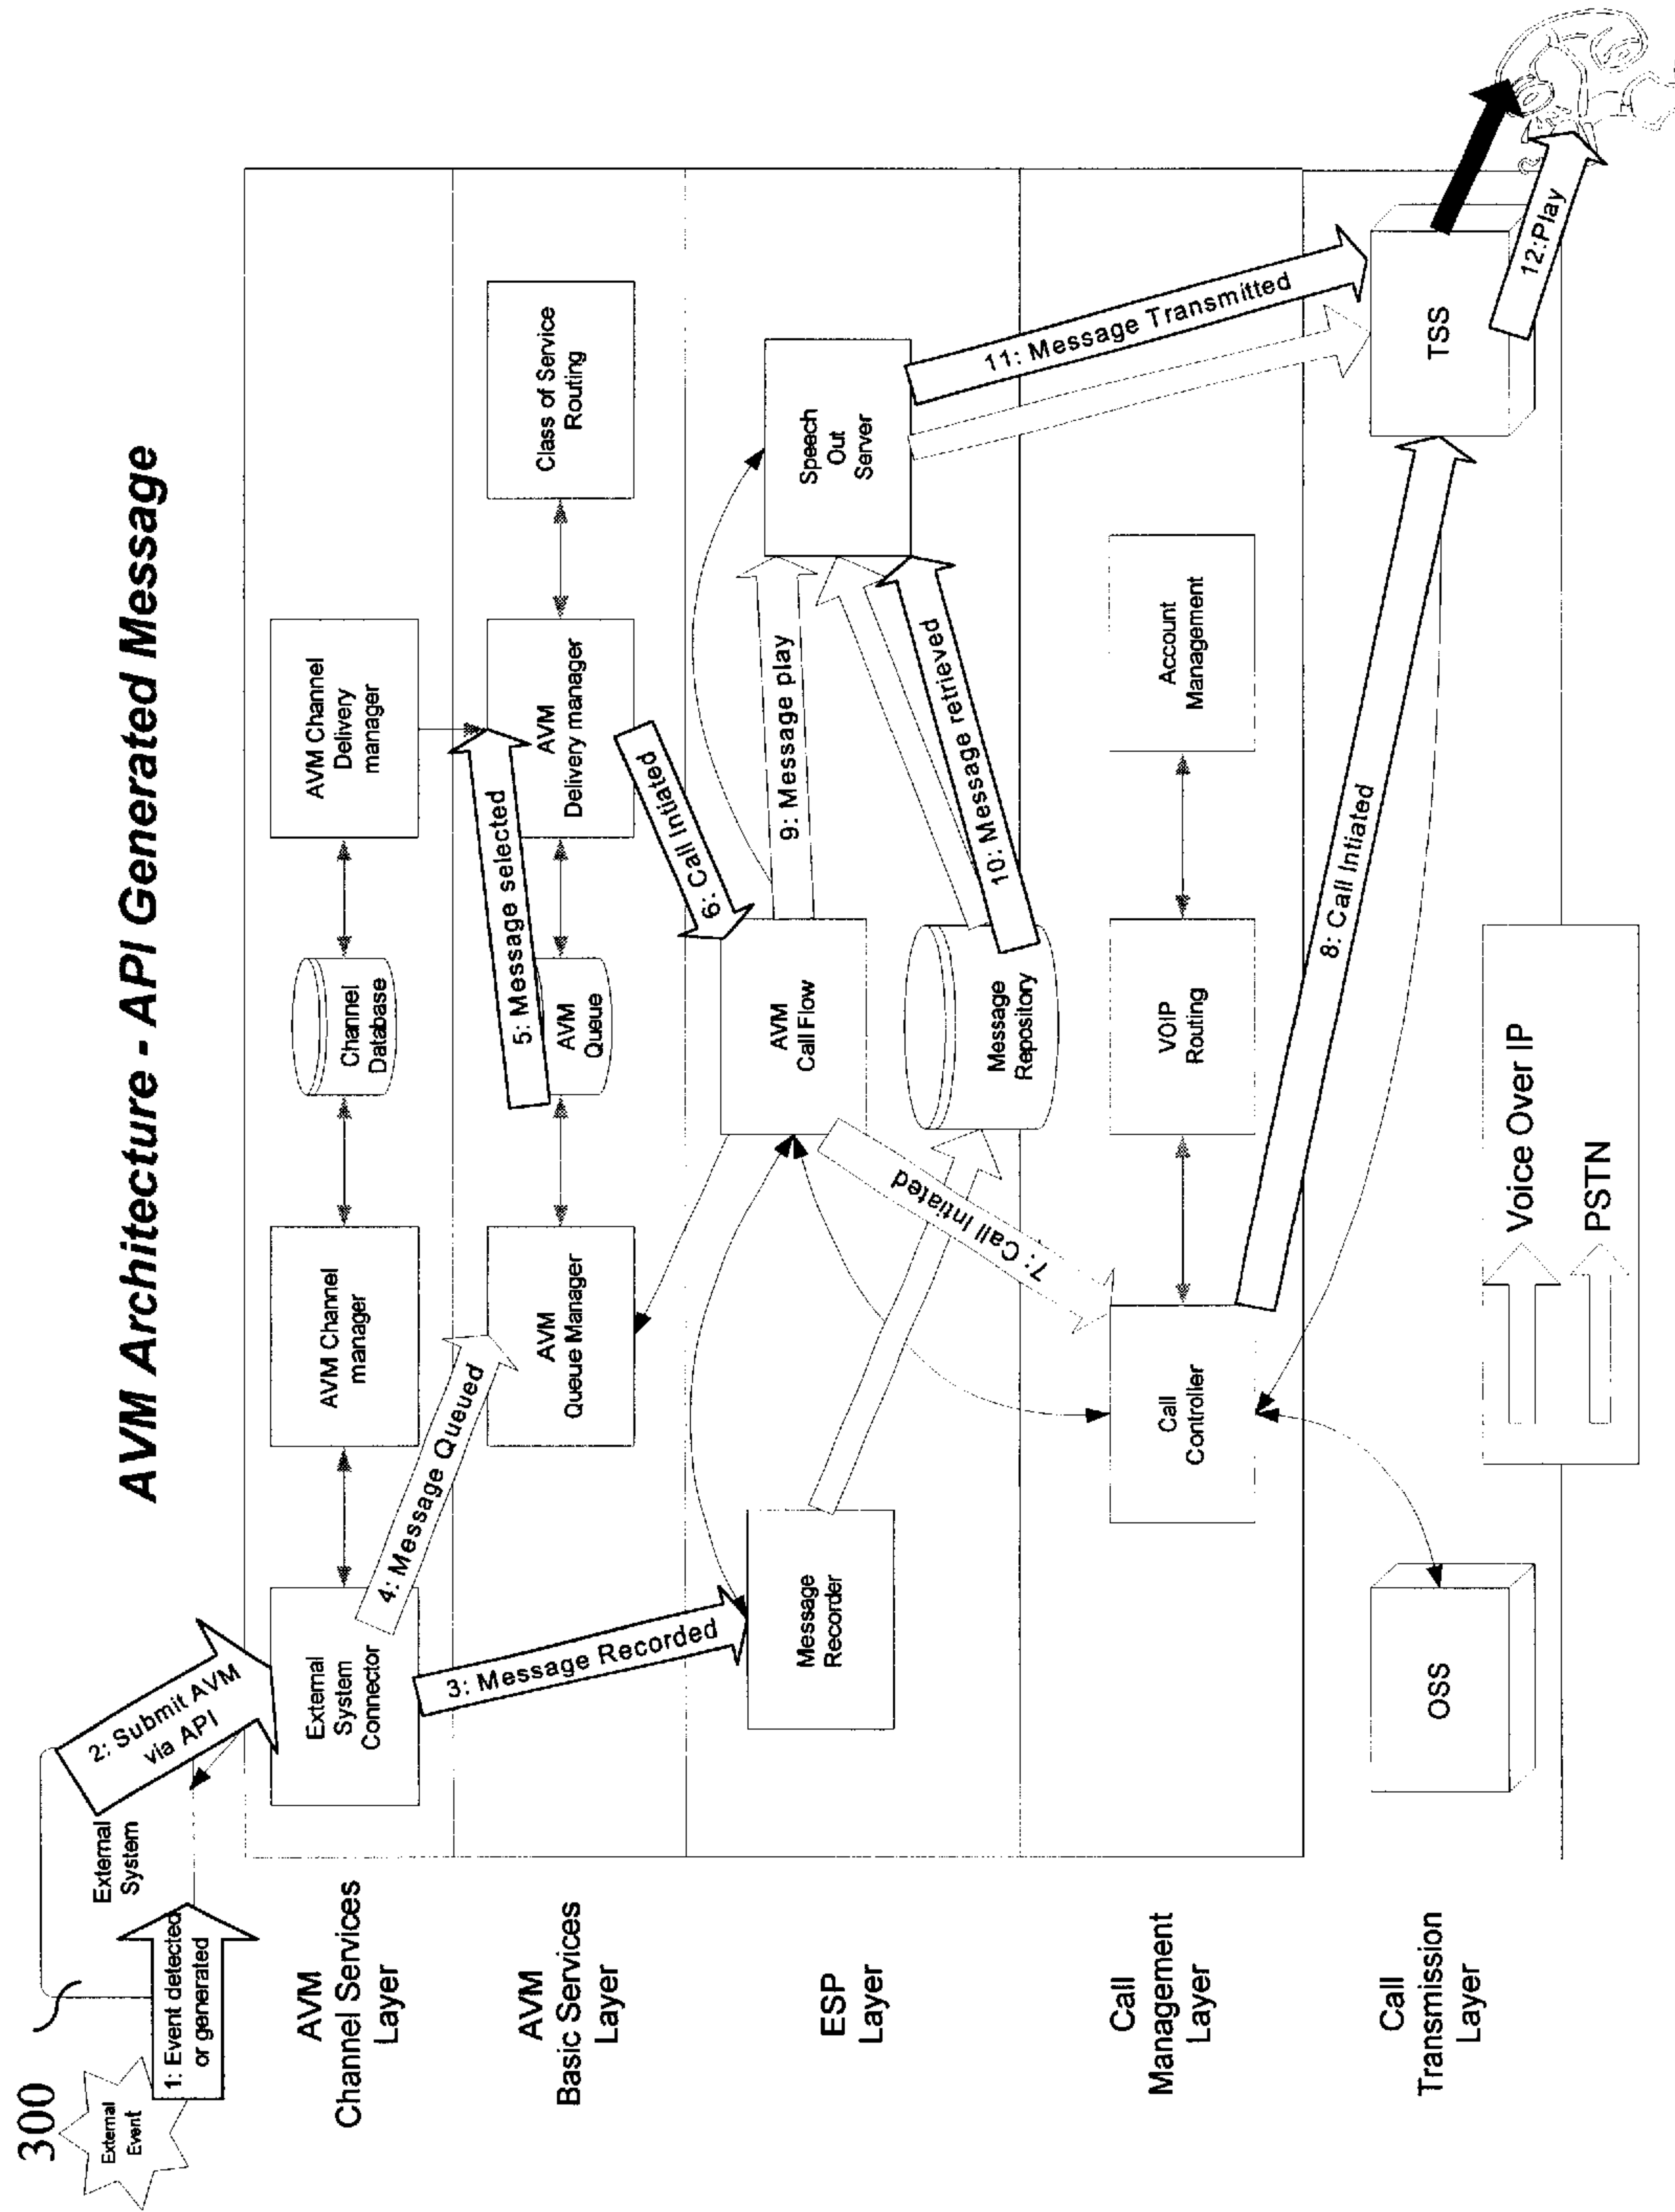 AVM Architecture - API Generated Message
300
External
Event
1: Event detected
or generated
External
System
2: Submit AVM
via API
AVM
Channel Services
Layer
External
System
Connector
AVM Channel
manager
Channel
Database
AVM Channel
Delivery
manager
3: Message Recorded
4: Message Queued
5: Message selected
AVM
Basic Services
Layer
AVM
Queue Manager
AVM
Queue
AVM
Delivery manager
Class of Service
Routing
6: Call Intiated
ESP
Layer
Message
Recorder
AVM
Call Flow
Message
Repository
9: Message play
10: Message retrieved
Speech
Out
Server
7: Call Intiated
11: Message Transmitted
Call
Management
Layer
Call
Controller
VOIP
Routing
Account
Management
8: Call Intiated
Call
Transmission
Layer
OSS
TSS
12:Play
Voice Over IP
PSTN